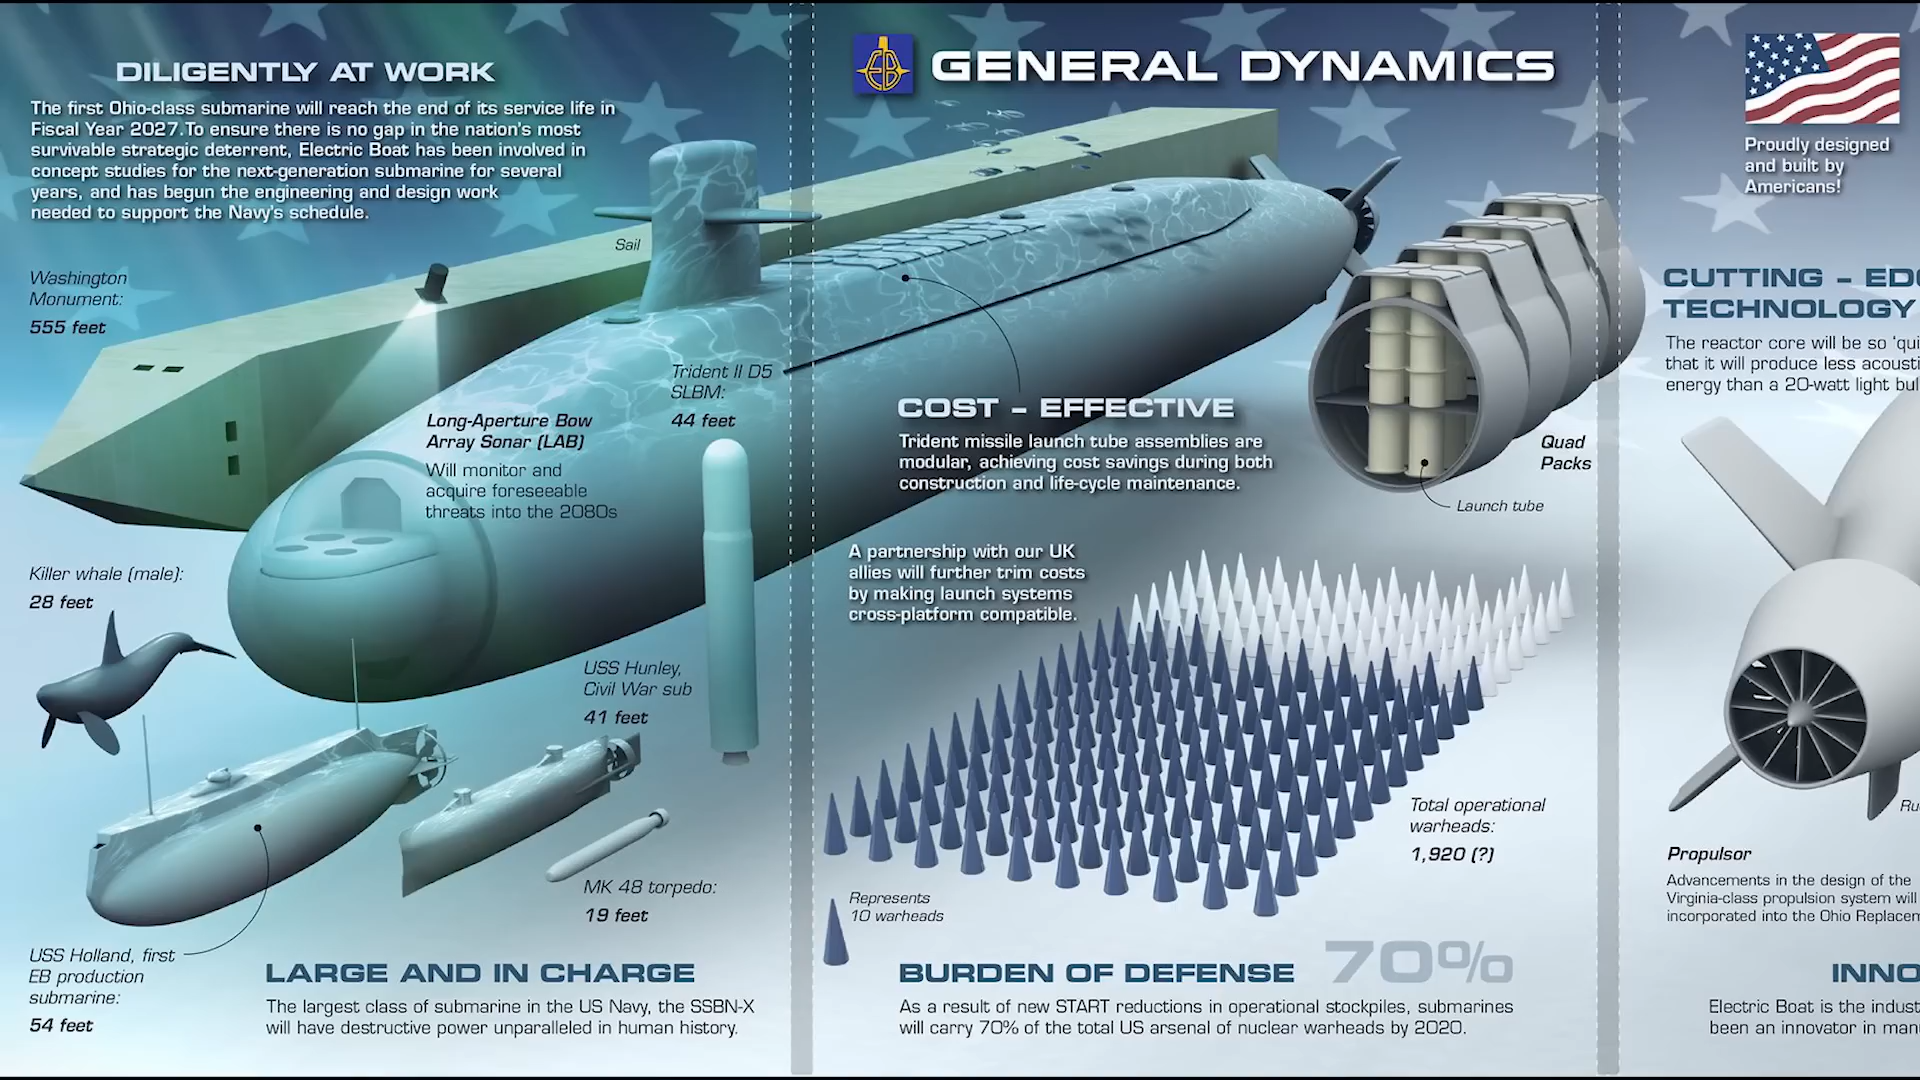 DILIGENTLY AT WORK
The first Ohio-class submarine will reach the end of its service life in
Fiscal Year 2027.To ensure there is no gap in the nation's most
survivable strategic deterrent, Electric Boat has been involved in
concept studies for the next-generation submarine for several
years, and has begun the engineering and design work
needed to support the Navy's schedule.
Sail
Washington
Monument:
555 feet
Long-Aperture Bow
Array Sonar (LAB)
Will monitor and
acquire foreseeable
threats into the 2080s
Trident II D5
SLBM:
44 feet
Killer whale (male):
28 feet
USS Hunley,
Civil War sub
41 feet
MK 48 torpedo:
19 feet
USS Holland, first
EB production
submarine:
54 feet
LARGE AND IN CHARGE
The largest class of submarine in the US Navy, the SSBN-X
will have destructive power unparalleled in human history.
EB
GENERAL DYNAMICS
COST - EFFECTIVE
Trident missile launch tube assemblies are
modular, achieving cost savings during both
construction and life-cycle maintenance.
Quad
Packs
Launch tube
A partnership with our UK
allies will further trim costs
by making launch systems
cross-platform compatible.
Total operational
warheads:
1,920 (?)
Represents
10 warheads
BURDEN OF DEFENSE 70%
As a result of new START reductions in operational stockpiles, submarines
will carry 70% of the total US arsenal of nuclear warheads by 2020.
Proudly designed
and built by
Americans!
CUTTING - EDG
TECHNOLOGY
The reactor core will be so 'qui
that it will produce less acousti
energy than a 20-watt light bul
Ru
Propulsor
Advancements in the design of the
Virginia-class propulsion system will
incorporated into the Ohio Replacem
INNO
Electric Boat is the indust
been an innovator in man